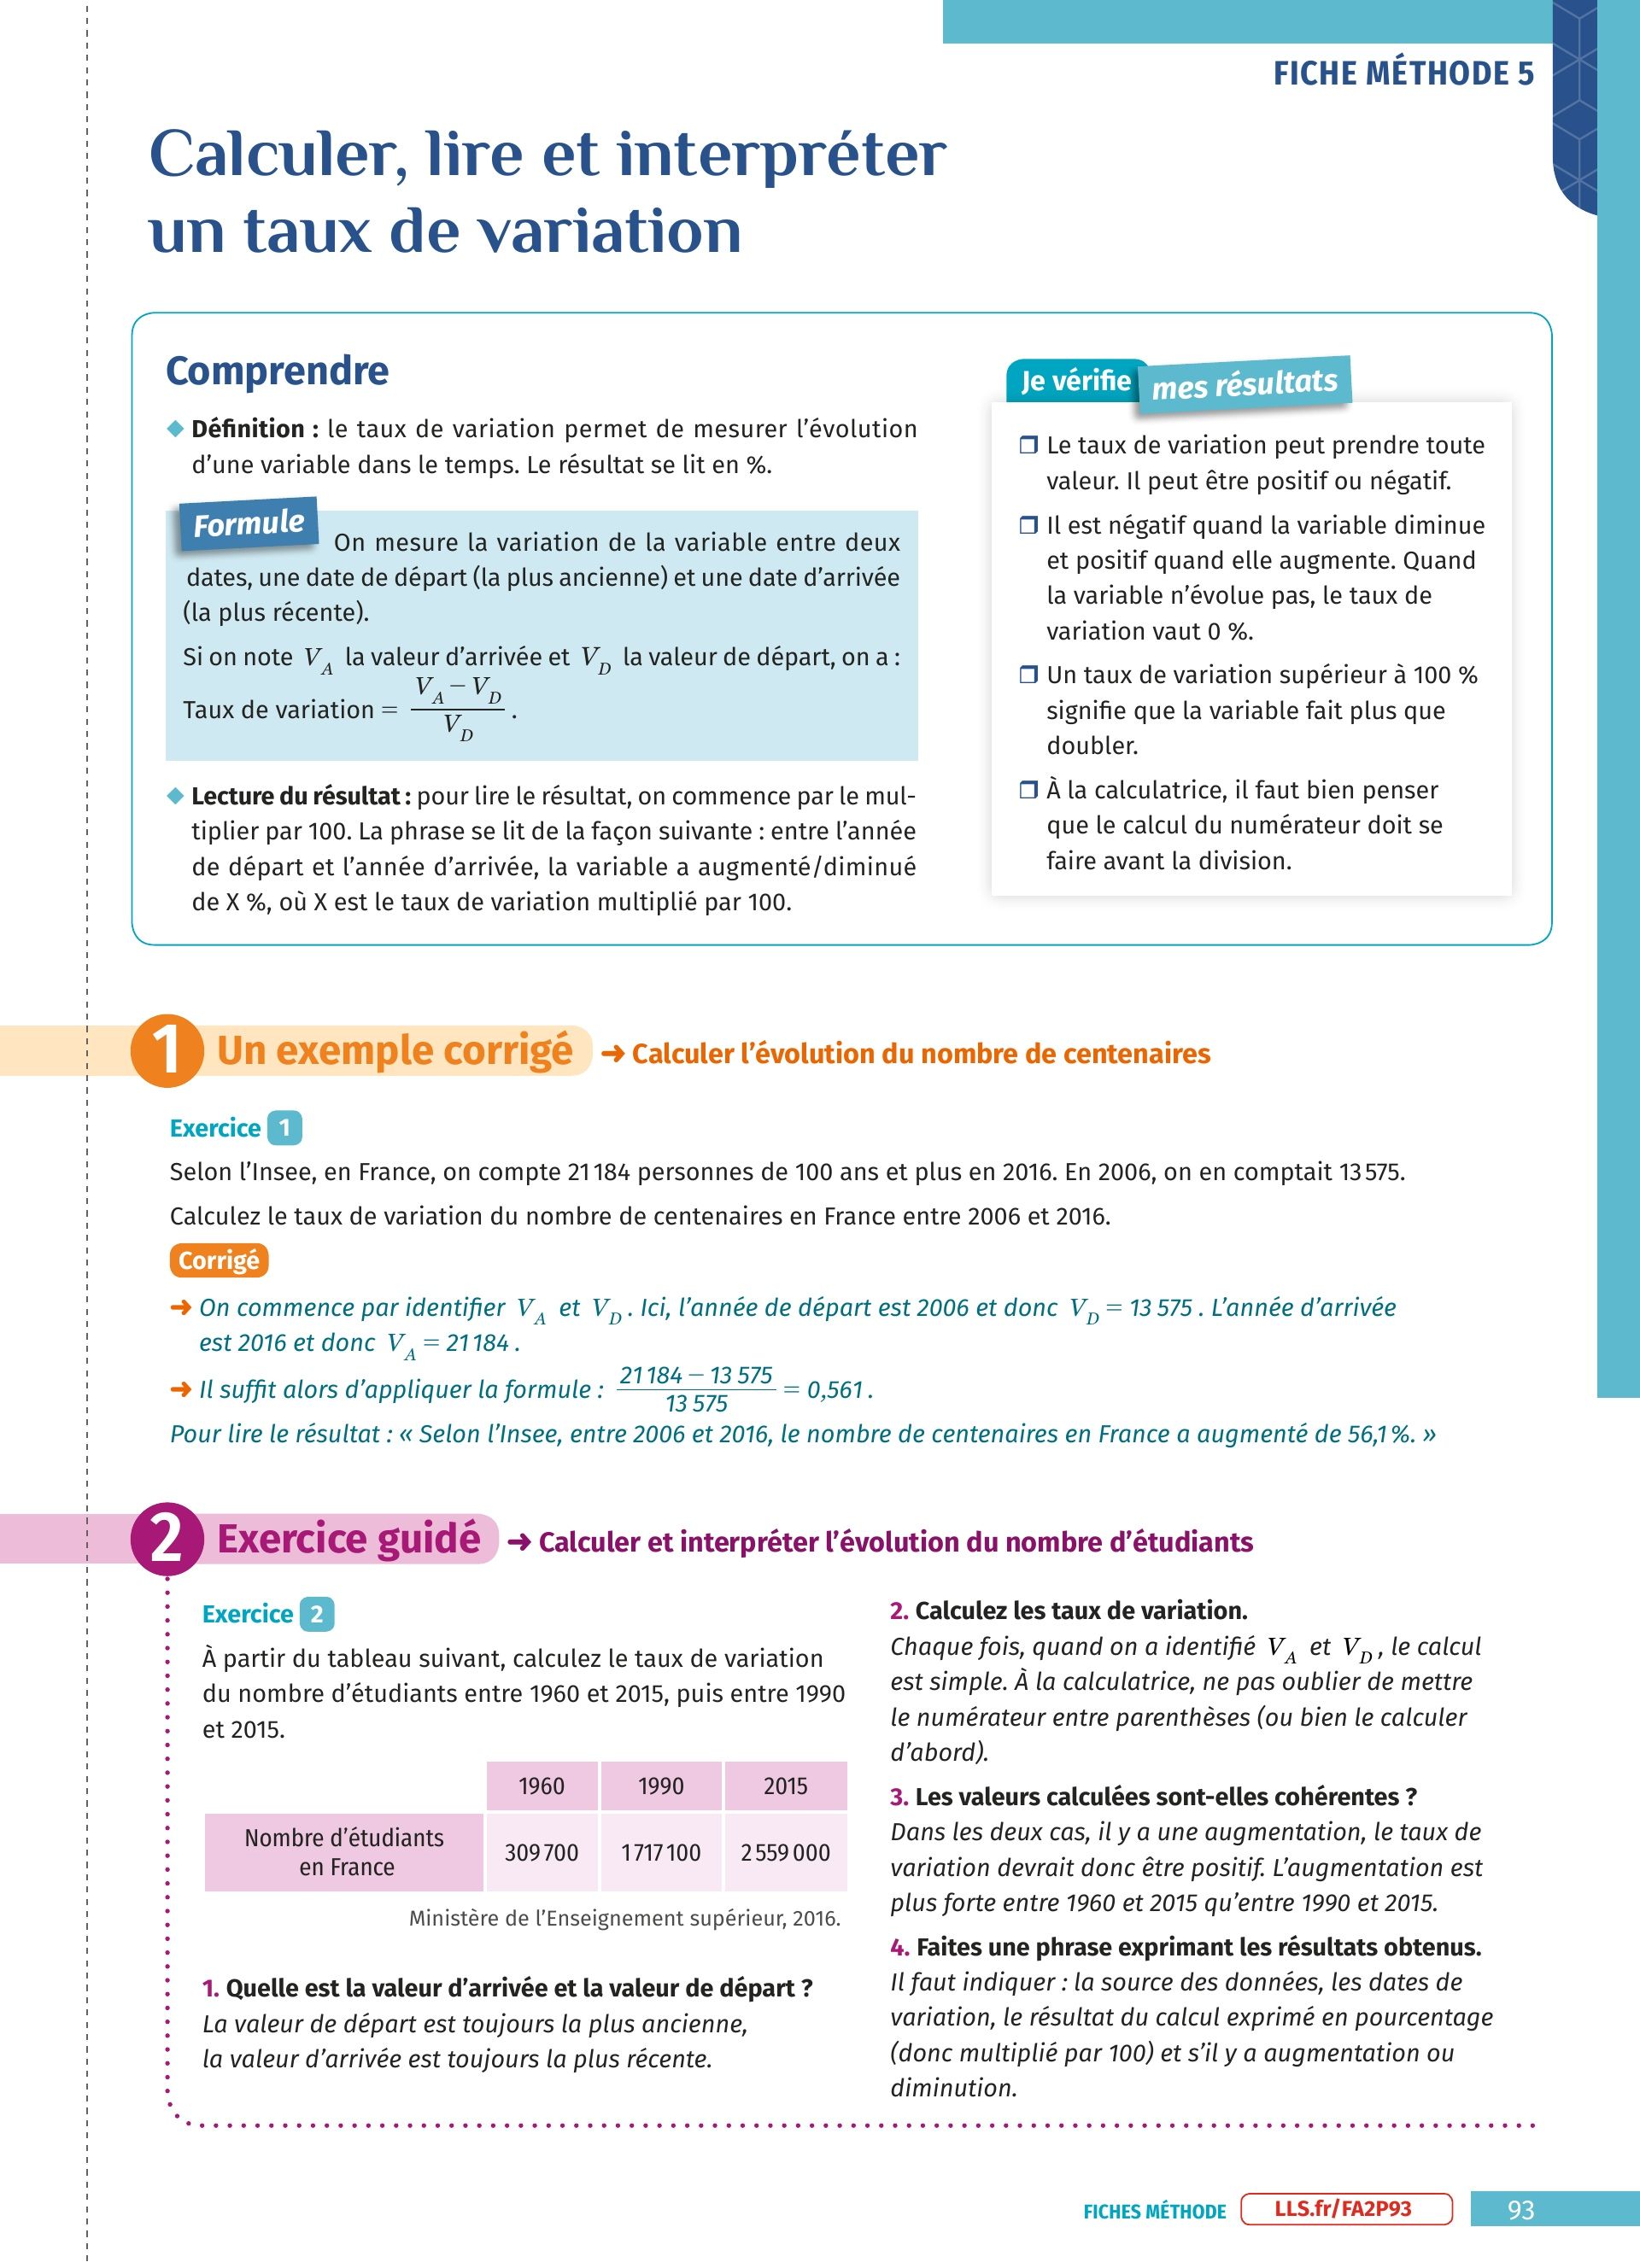 FICHE MÉTHODE 5
Calculer, lire et interpréter
un taux de variation
Comprendre
◆ Définition : le taux de variation permet de mesurer l’évolution
d’une variable dans le temps. Le résultat se lit en %.
Formule
On mesure la variation de la variable entre deux
dates, une date de départ (la plus ancienne) et une date d’arrivée
(la plus récente).
Si on note V_A la valeur d’arrivée et V_D la valeur de départ, on a :
Taux de variation = (V_A − V_D) / V_D .
◆ Lecture du résultat : pour lire le résultat, on commence par le mul-
tiplier par 100. La phrase se lit de la façon suivante : entre l’année
de départ et l’année d’arrivée, la variable a augmenté/diminué
de X %, où X est le taux de variation multiplié par 100.
Je vérifie mes résultats
❒ Le taux de variation peut prendre toute
valeur. Il peut être positif ou négatif.
❒ Il est négatif quand la variable diminue
et positif quand elle augmente. Quand
la variable n’évolue pas, le taux de
variation vaut 0 %.
❒ Un taux de variation supérieur à 100 %
signifie que la variable fait plus que
doubler.
❒ À la calculatrice, il faut bien penser
que le calcul du numérateur doit se
faire avant la division.
1 Un exemple corrigé ➜ Calculer l’évolution du nombre de centenaires
Exercice 1
Selon l’Insee, en France, on compte 21 184 personnes de 100 ans et plus en 2016. En 2006, on en comptait 13 575.
Calculez le taux de variation du nombre de centenaires en France entre 2006 et 2016.
Corrigé
➜ On commence par identifier V_A et V_D . Ici, l’année de départ est 2006 et donc V_D = 13 575 . L’année d’arrivée
est 2016 et donc V_A = 21 184 .
➜ Il suffit alors d’appliquer la formule : (21 184 − 13 575) / 13 575 = 0,561 .
Pour lire le résultat : « Selon l’Insee, entre 2006 et 2016, le nombre de centenaires en France a augmenté de 56,1 %. »
2 Exercice guidé ➜ Calculer et interpréter l’évolution du nombre d’étudiants
Exercice 2
À partir du tableau suivant, calculez le taux de variation
du nombre d’étudiants entre 1960 et 2015, puis entre 1990
et 2015.
1960 1990 2015
Nombre d’étudiants
en France
309 700 1 717 100 2 559 000
Ministère de l’Enseignement supérieur, 2016.
1. Quelle est la valeur d’arrivée et la valeur de départ ?
La valeur de départ est toujours la plus ancienne,
la valeur d’arrivée est toujours la plus récente.
2. Calculez les taux de variation.
Chaque fois, quand on a identifié V_A et V_D , le calcul
est simple. À la calculatrice, ne pas oublier de mettre
le numérateur entre parenthèses (ou bien le calculer
d’abord).
3. Les valeurs calculées sont-elles cohérentes ?
Dans les deux cas, il y a une augmentation, le taux de
variation devrait donc être positif. L’augmentation est
plus forte entre 1960 et 2015 qu’entre 1990 et 2015.
4. Faites une phrase exprimant les résultats obtenus.
Il faut indiquer : la source des données, les dates de
variation, le résultat du calcul exprimé en pourcentage
(donc multiplié par 100) et s’il y a augmentation ou
diminution.
FICHES MÉTHODE LLS.fr/FA2P93 93